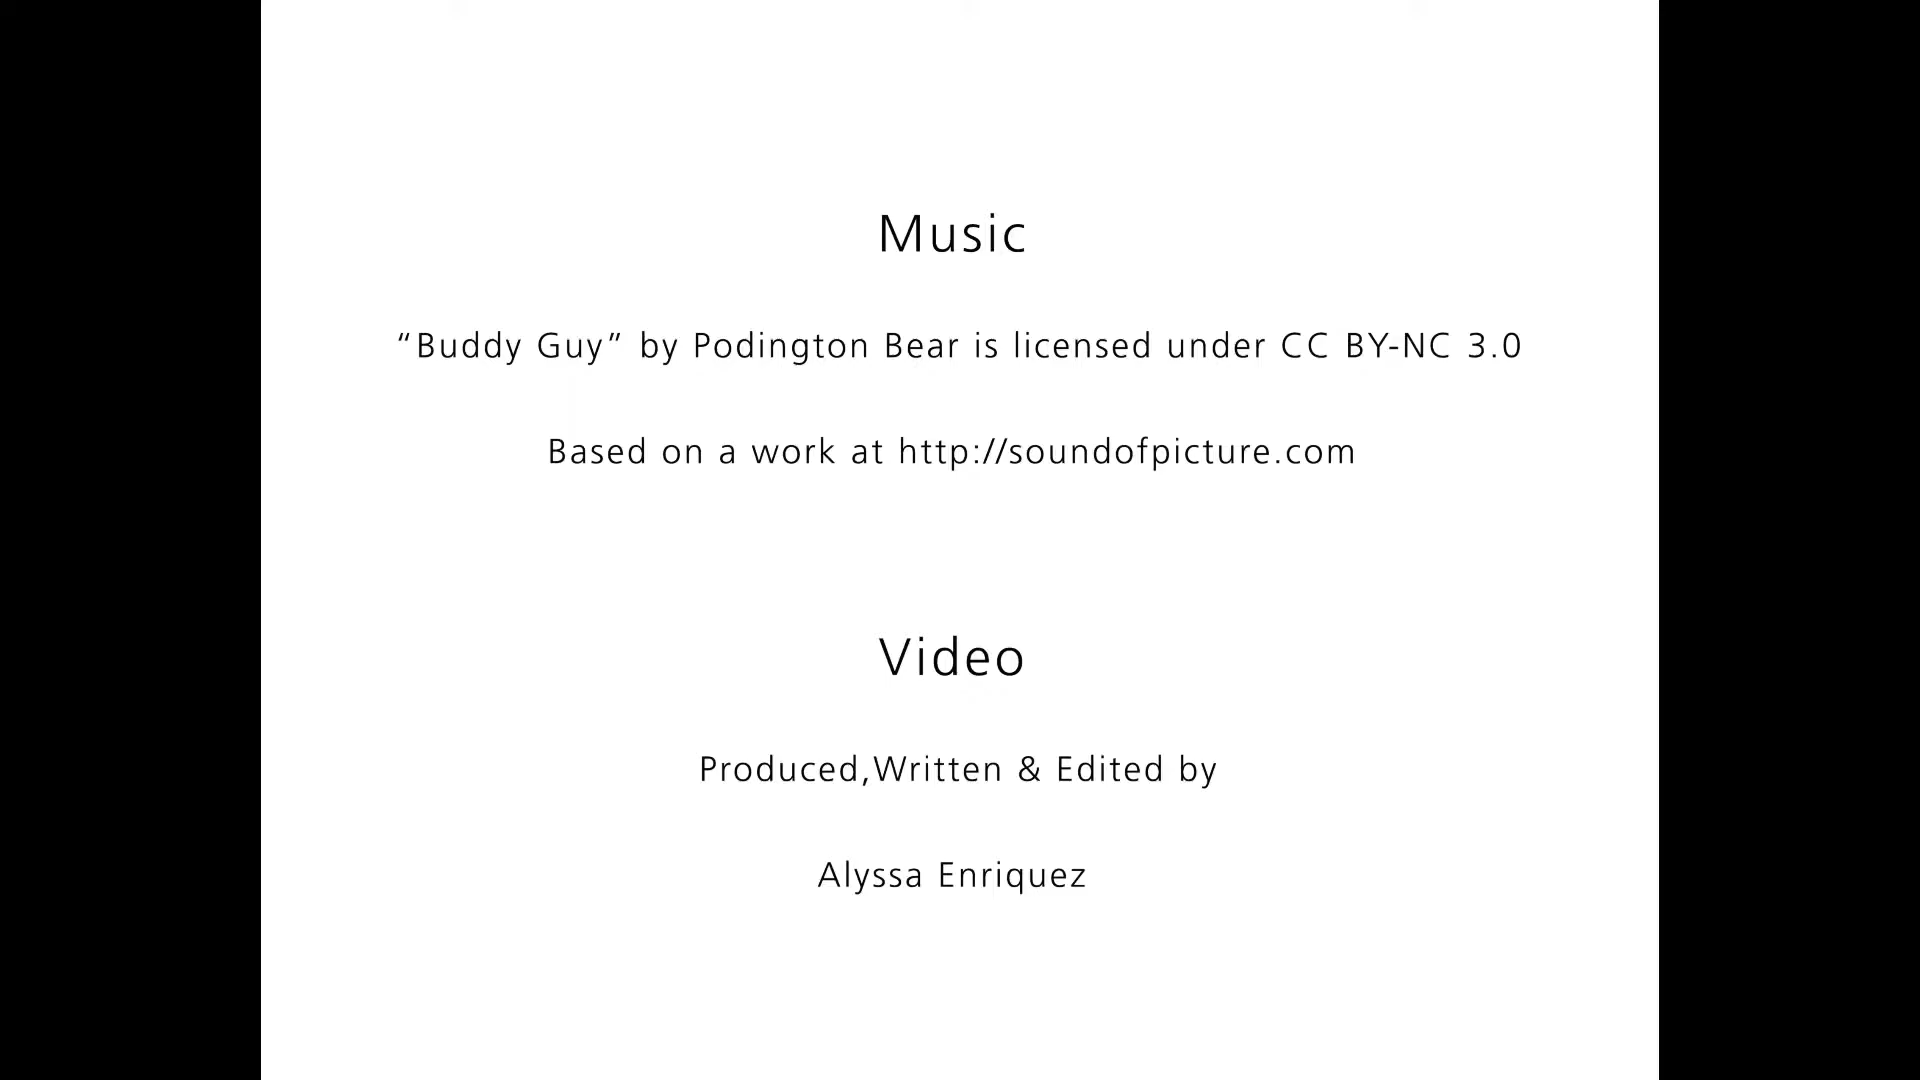 Music
“Buddy Guy” by Podington Bear is licensed under CC BY-NC 3.0
Based on a work at http://soundofpicture.com
Video
Produced,Written & Edited by
Alyssa Enriquez